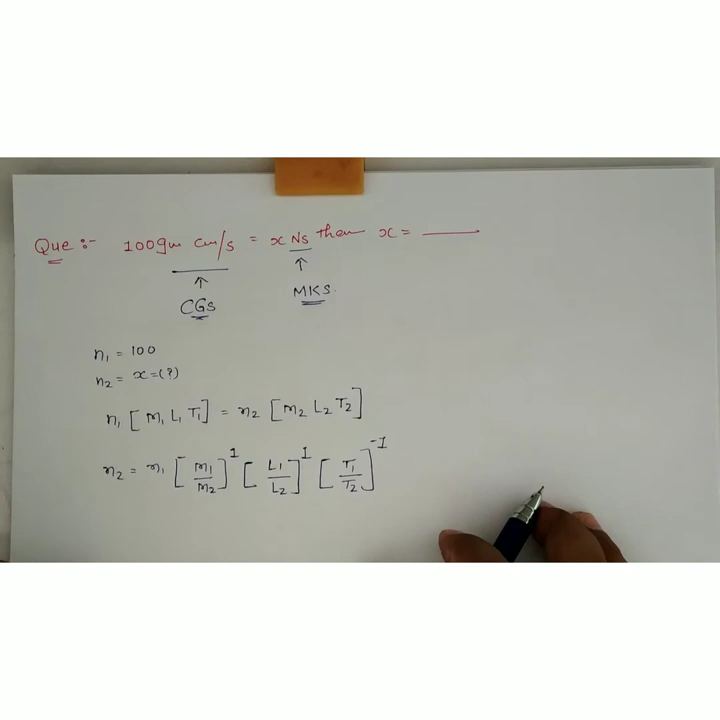 Que :- 100gm cm/s = x Ns then x = ____
↑ ↑
CGS MKS.
n₁ = 100
n₂ = x=(?)
n₁ [M₁ L₁ T₁] = n₂ [M₂ L₂ T₂]
n₂ = n₁ [M₁/M₂]¹ [L₁/L₂]¹ [T₁/T₂]⁻¹